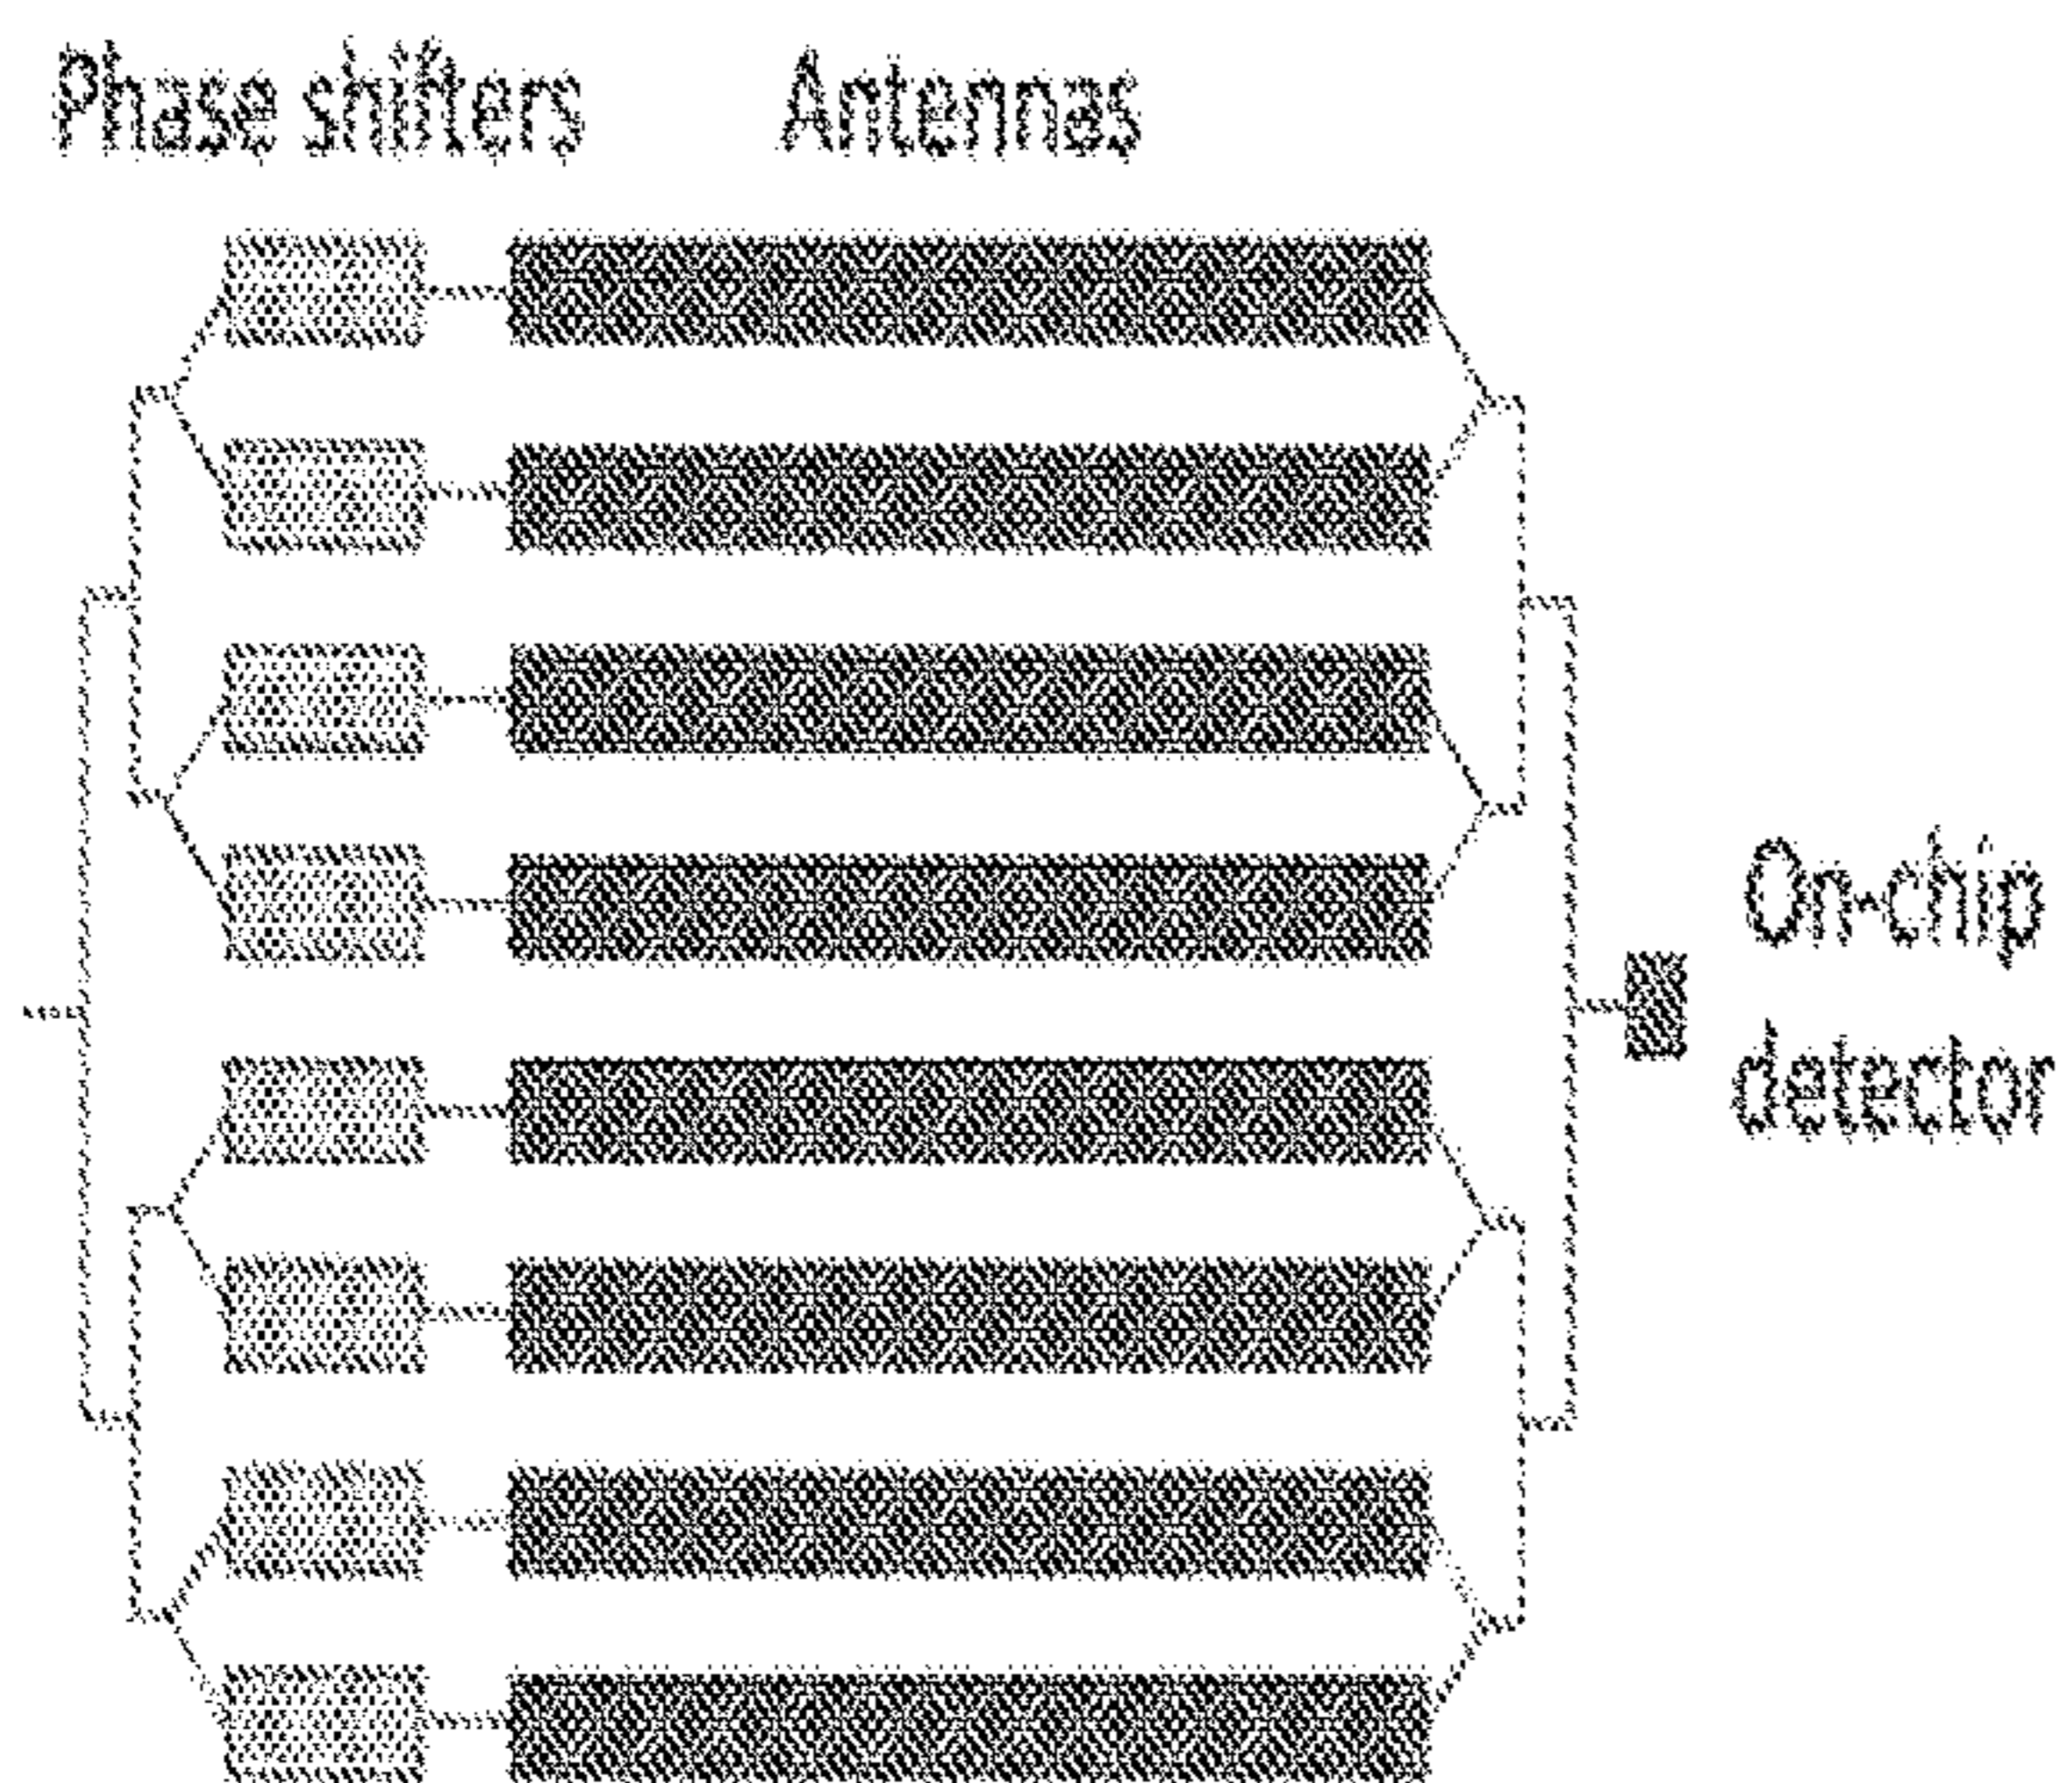 Phase shifters
Antennas
On-chip
detector